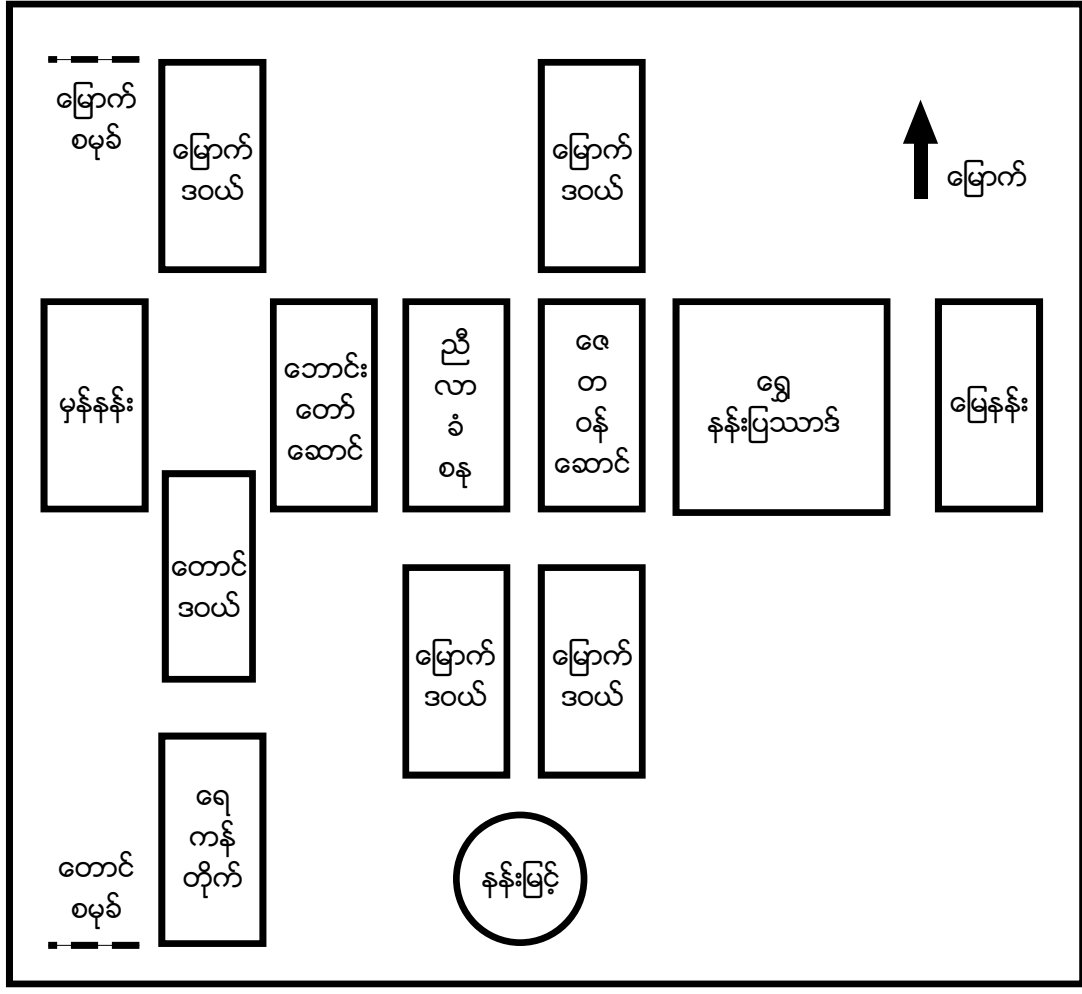 မြောက်
စမုခ်
မြောက်
ဒဝယ်
မြောက်
ဒဝယ်
မြောက်
မှန်နန်း
ဘောင်း
တော်
ဆောင်
ညီ
လာ
ခံ
စနု
ဇေ
တ
ဝန်
ဆောင်
ရွှေ
နန်းပြဿာဒ်
မြေနန်း
တောင်
ဒဝယ်
မြောက်
ဒဝယ်
မြောက်
ဒဝယ်
ရေ
ကန်
တိုက်
တောင်
စမုခ်
နန်းမြင့်